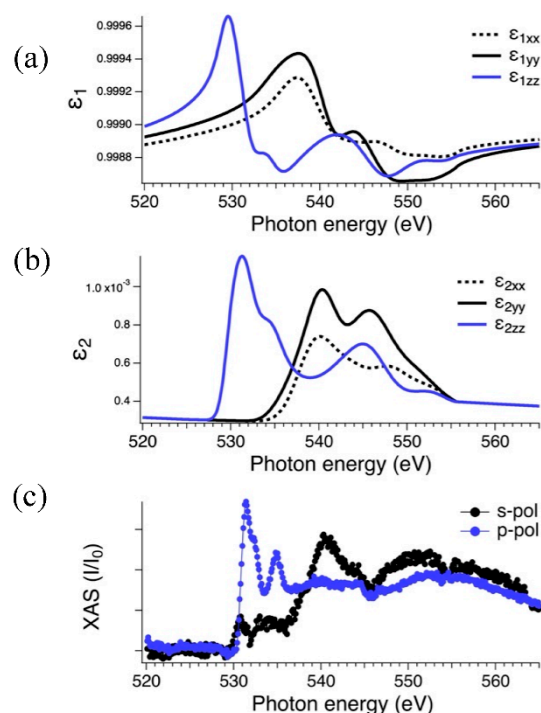 (a)
ε1
0.9996
0.9994
0.9992
0.9990
0.9988
ε1xx
ε1yy
ε1zz
520 530 540 550 560
Photon energy (eV)
(b)
ε2
1.0 x10-3
0.8
0.6
0.4
ε2xx
ε2yy
ε2zz
520 530 540 550 560
Photon energy (eV)
(c)
XAS (I/I0)
s-pol
p-pol
520 530 540 550 560
Photon energy (eV)